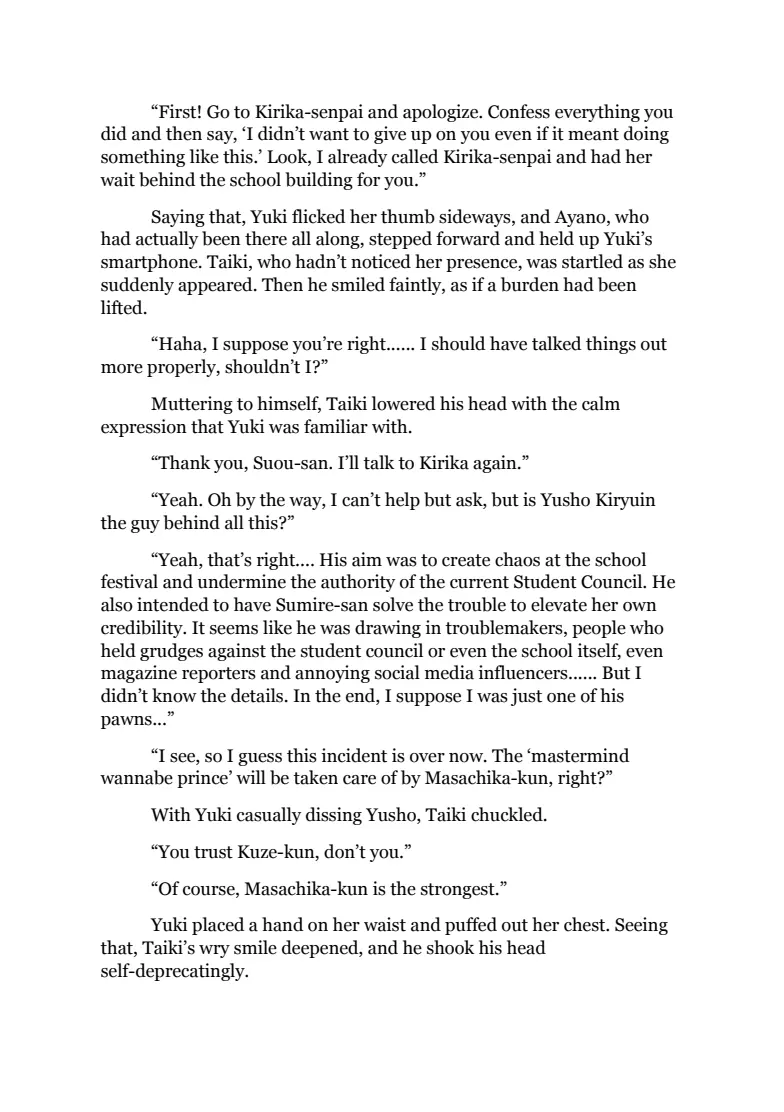 “First! Go to Kirika-senpai and apologize. Confess everything you
did and then say, ‘I didn’t want to give up on you even if it meant doing
something like this.’ Look, I already called Kirika-senpai and had her
wait behind the school building for you.”
Saying that, Yuki flicked her thumb sideways, and Ayano, who
had actually been there all along, stepped forward and held up Yuki’s
smartphone. Taiki, who hadn’t noticed her presence, was startled as she
suddenly appeared. Then he smiled faintly, as if a burden had been
lifted.
“Haha, I suppose you’re right...... I should have talked things out
more properly, shouldn’t I?”
Muttering to himself, Taiki lowered his head with the calm
expression that Yuki was familiar with.
“Thank you, Suou-san. I’ll talk to Kirika again.”
“Yeah. Oh by the way, I can’t help but ask, but is Yusho Kiryuin
the guy behind all this?”
“Yeah, that’s right.... His aim was to create chaos at the school
festival and undermine the authority of the current Student Council. He
also intended to have Sumire-san solve the trouble to elevate her own
credibility. It seems like he was drawing in troublemakers, people who
held grudges against the student council or even the school itself, even
magazine reporters and annoying social media influencers...... But I
didn’t know the details. In the end, I suppose I was just one of his
pawns...”
“I see, so I guess this incident is over now. The ‘mastermind
wannabe prince’ will be taken care of by Masachika-kun, right?”
With Yuki casually dissing Yusho, Taiki chuckled.
“You trust Kuze-kun, don’t you.”
“Of course, Masachika-kun is the strongest.”
Yuki placed a hand on her waist and puffed out her chest. Seeing
that, Taiki’s wry smile deepened, and he shook his head
self-deprecatingly.